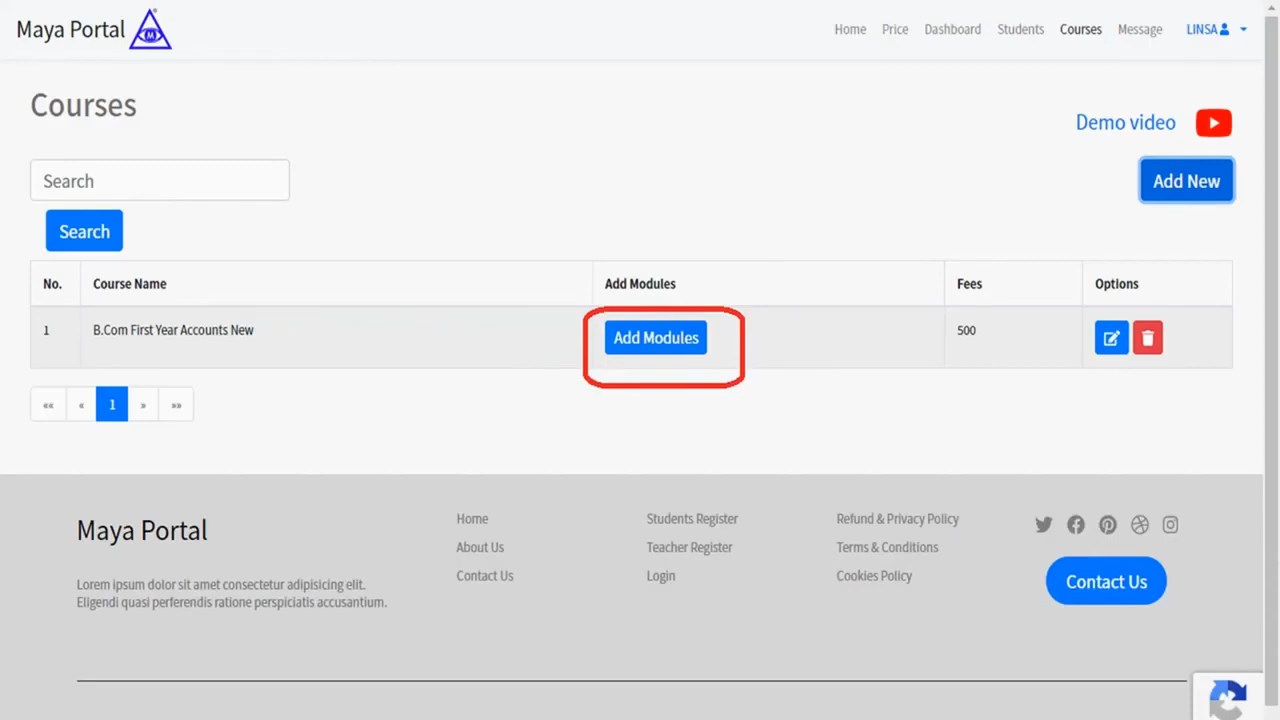 Maya Portal M
Home Price Dashboard Students Courses Message LINSA
Courses
Demo video
Search
Add New
Search
No. Course Name Add Modules Fees Options
1 B.Com First Year Accounts New Add Modules 500
«« « 1 » »»
Maya Portal
Lorem ipsum dolor sit amet consectetur adipisicing elit.
Eligendi quasi perferendis ratione perspiciatis accusantium.
Home
About Us
Contact Us
Students Register
Teacher Register
Login
Refund & Privacy Policy
Terms & Conditions
Cookies Policy
Contact Us